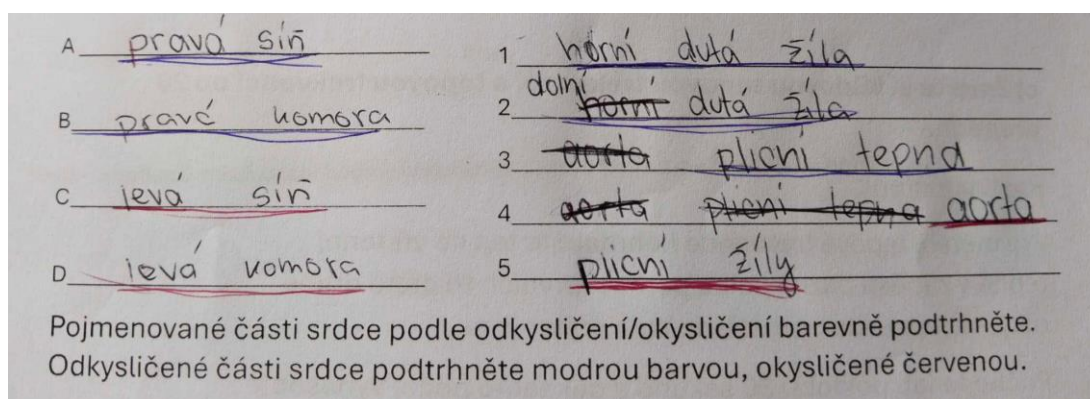 A pravá síň
B pravá komora
C levá síň
D levá komora
1 horní dutá žíla
dolní
2 horní dutá žíla
3 aorta plicní tepna
4 aorta plicní tepna aorta
5 plicní žíly
Pojmenované části srdce podle odkysličení/okysličení barevně podtrhněte.
Odkysličené části srdce podtrhněte modrou barvou, okysličené červenou.